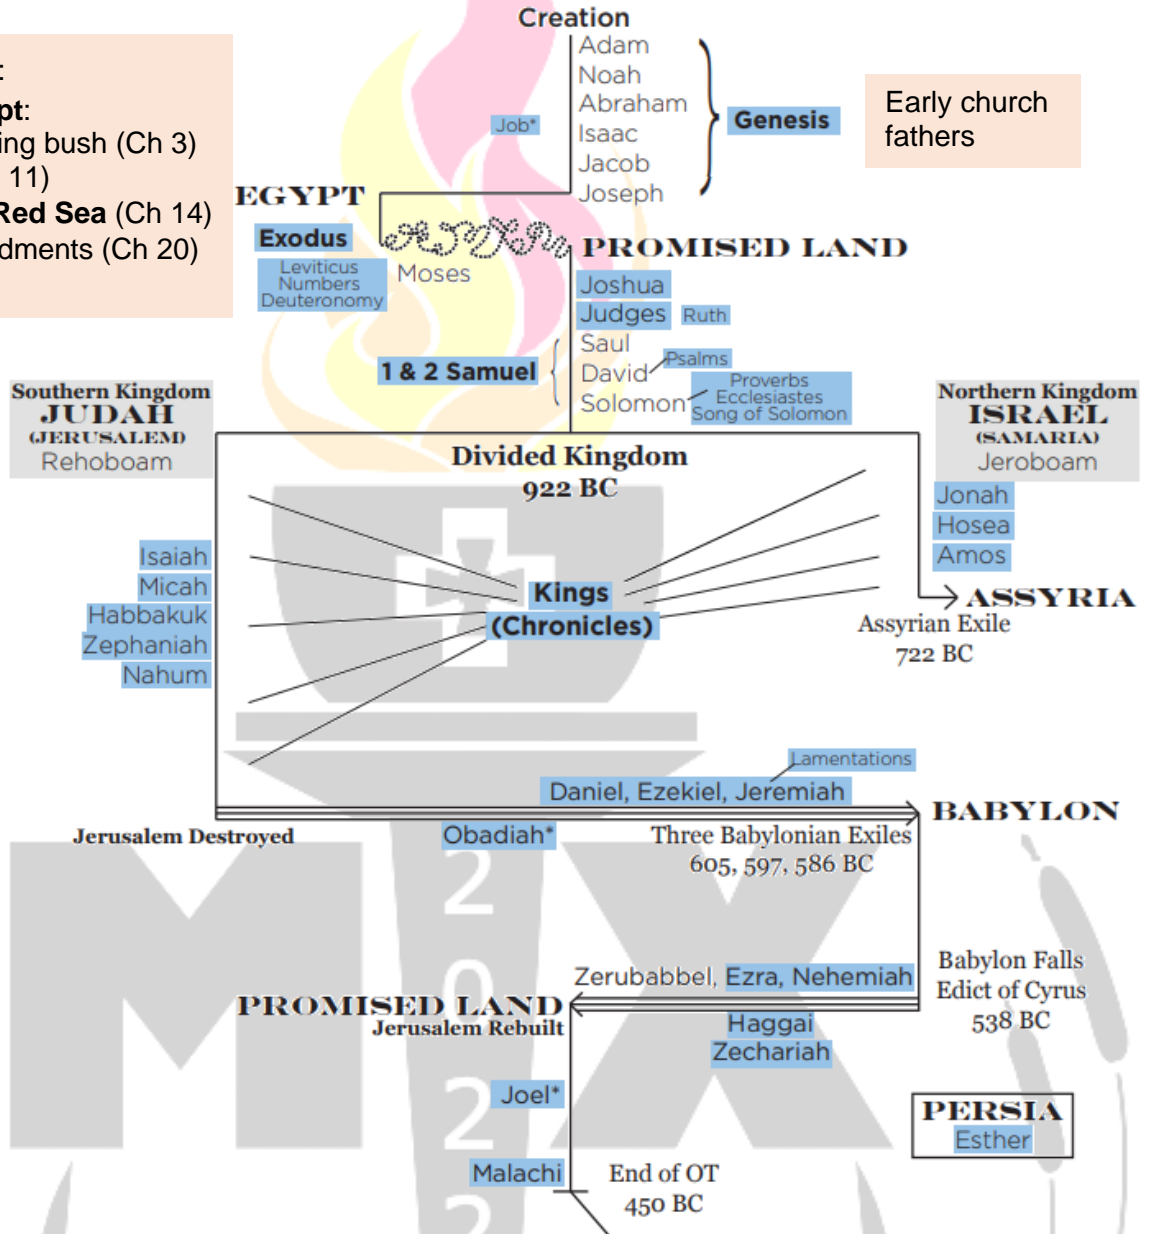 Creation
Adam
Noah
Abraham
Isaac
Jacob
Joseph
Job*
Genesis
Early church
fathers
:
pt:
ing bush (Ch 3)
11)
Red Sea (Ch 14)
dments (Ch 20)
EGYPT
Exodus
Leviticus
Numbers
Deuteronomy
Moses
PROMISED LAND
Joshua
Judges Ruth
Saul
David Psalms
Solomon
Proverbs
Ecclesiastes
Song of Solomon
1 & 2 Samuel
Southern Kingdom
JUDAH
(JERUSALEM)
Rehoboam
Northern Kingdom
ISRAEL
(SAMARIA)
Jeroboam
Divided Kingdom
922 BC
Jonah
Hosea
Amos
Isaiah
Micah
Habbakuk
Zephaniah
Nahum
Kings
(Chronicles)
ASSYRIA
Assyrian Exile
722 BC
Lamentations
Daniel, Ezekiel, Jeremiah
BABYLON
Jerusalem Destroyed
Obadiah*
Three Babylonian Exiles
605, 597, 586 BC
Zerubabbel, Ezra, Nehemiah
Babylon Falls
Edict of Cyrus
538 BC
PROMISED LAND
Jerusalem Rebuilt
Haggai
Zechariah
Joel*
PERSIA
Esther
Malachi
End of OT
450 BC
M X
2
0
2
2